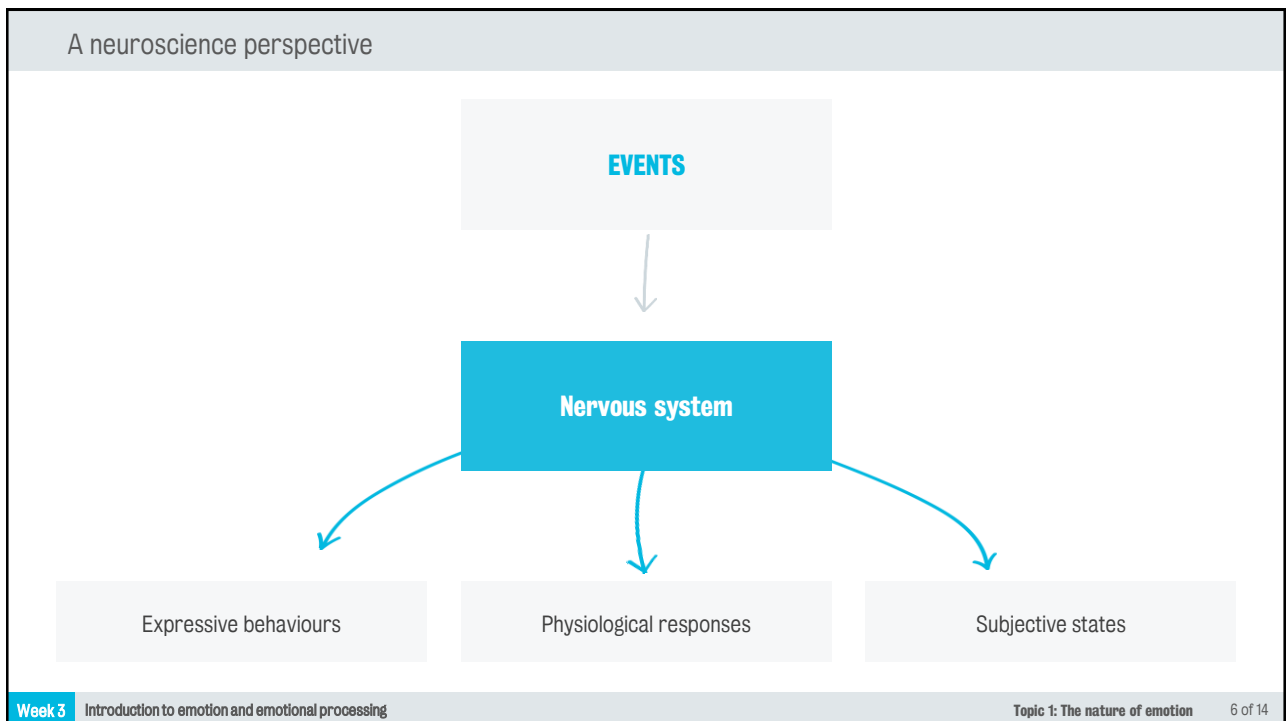 A neuroscience perspective
EVENTS
Nervous system
Expressive behaviours
Physiological responses
Subjective states
Week 3 Introduction to emotion and emotional processing Topic 1: The nature of emotion 6 of 14